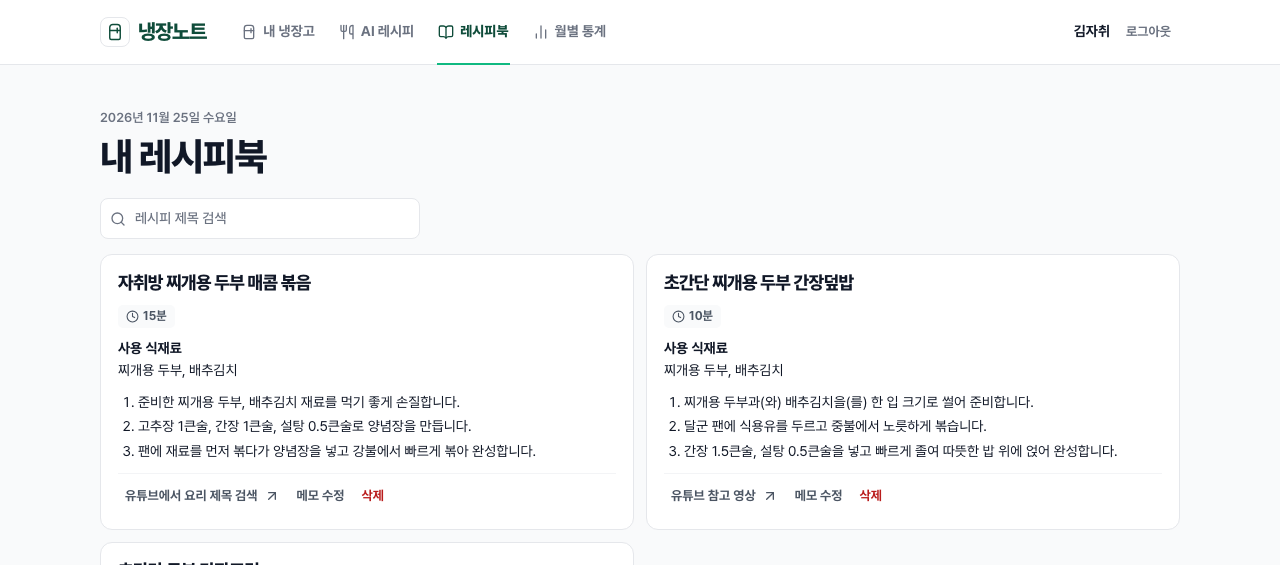 냉장노트
내 냉장고
AI 레시피
레시피북
월별 통계
김자취
로그아웃
2026년 11월 25일 수요일
내 레시피북
레시피 제목 검색
자취방 찌개용 두부 매콤 볶음
15분
사용 식재료
찌개용 두부, 배추김치
1. 준비한 찌개용 두부, 배추김치 재료를 먹기 좋게 손질합니다.
2. 고추장 1큰술, 간장 1큰술, 설탕 0.5큰술로 양념장을 만듭니다.
3. 팬에 재료를 먼저 볶다가 양념장을 넣고 강불에서 빠르게 볶아 완성합니다.
유튜브에서 요리 제목 검색
메모 수정
삭제
초간단 찌개용 두부 간장덮밥
10분
사용 식재료
찌개용 두부, 배추김치
1. 찌개용 두부과(와) 배추김치을(를) 한 입 크기로 썰어 준비합니다.
2. 달군 팬에 식용유를 두르고 중불에서 노릇하게 볶습니다.
3. 간장 1.5큰술, 설탕 0.5큰술을 넣고 빠르게 졸여 따뜻한 밥 위에 얹어 완성합니다.
유튜브 참고 영상
메모 수정
삭제